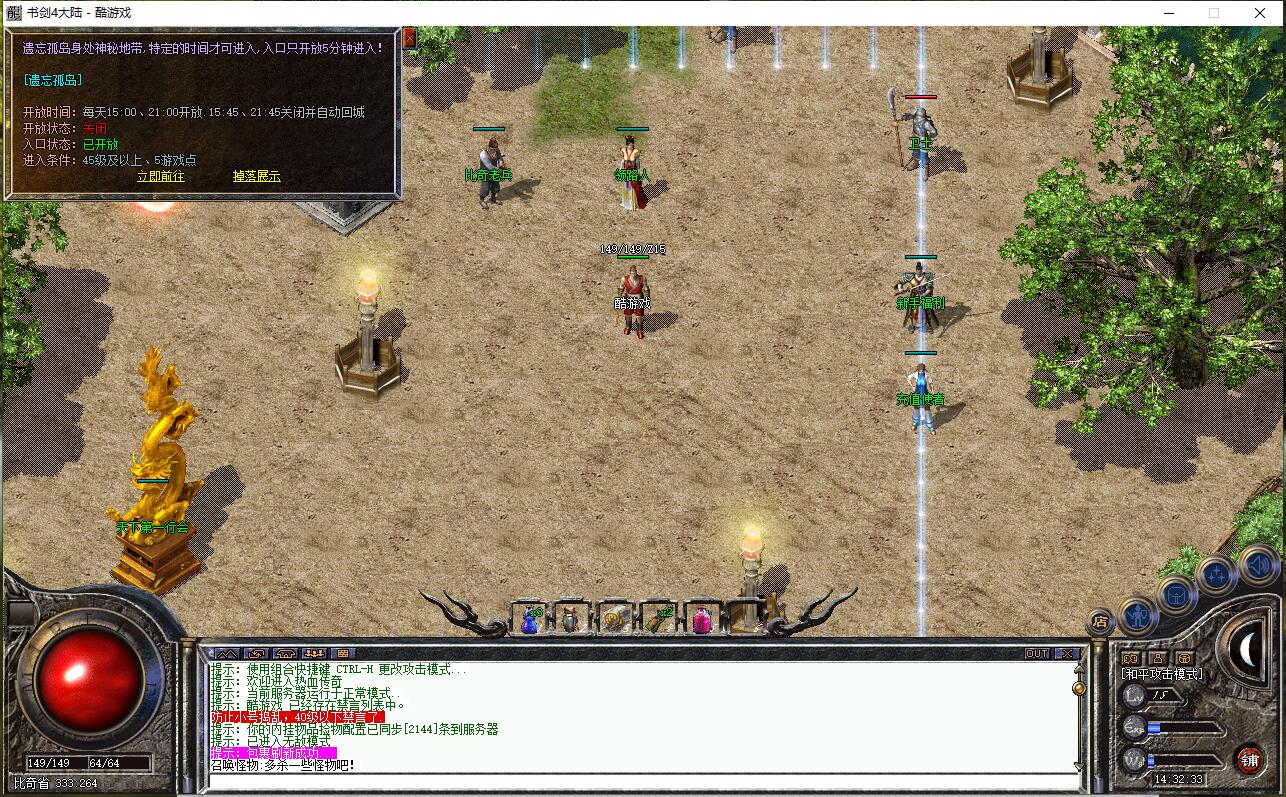 书剑4大陆 - 酷游戏
遗忘孤岛身处神秘地带,特定的时间才可进入,入口只开放5分钟进入!
[遗忘孤岛]
开放时间: 每天15:00、21:00开放.15:45、21:45关闭并自动回城
开放状态: 关闭
入口状态: 已开放
进入条件: 45级及以上、5游戏点
立即前往 掉落展示
卫士
比奇老兵
领路人
149/149/Z15
酷游戏
新手福利
充值使者
天下第一行会
x3
x2
店
OUT
提示: 使用组合快捷键 CTRL-H 更改攻击模式...
提示: 欢迎进入热血传奇
提示: 当前服务器运行于正常模式..
提示: 酷游戏 已经存在禁言列表中。
防止小号捣乱，40级以下禁言了.
提示: 你的内挂物品拾物配置已同步[2144]条到服务器
提示: 已进入无敌模式
提示: 包裹刷新成功...
召唤怪物:多杀一些怪物吧!
[和平攻击模式]
Lv 15
Exp
149/149 64/64
铺
比奇省 333:264
14:32:33